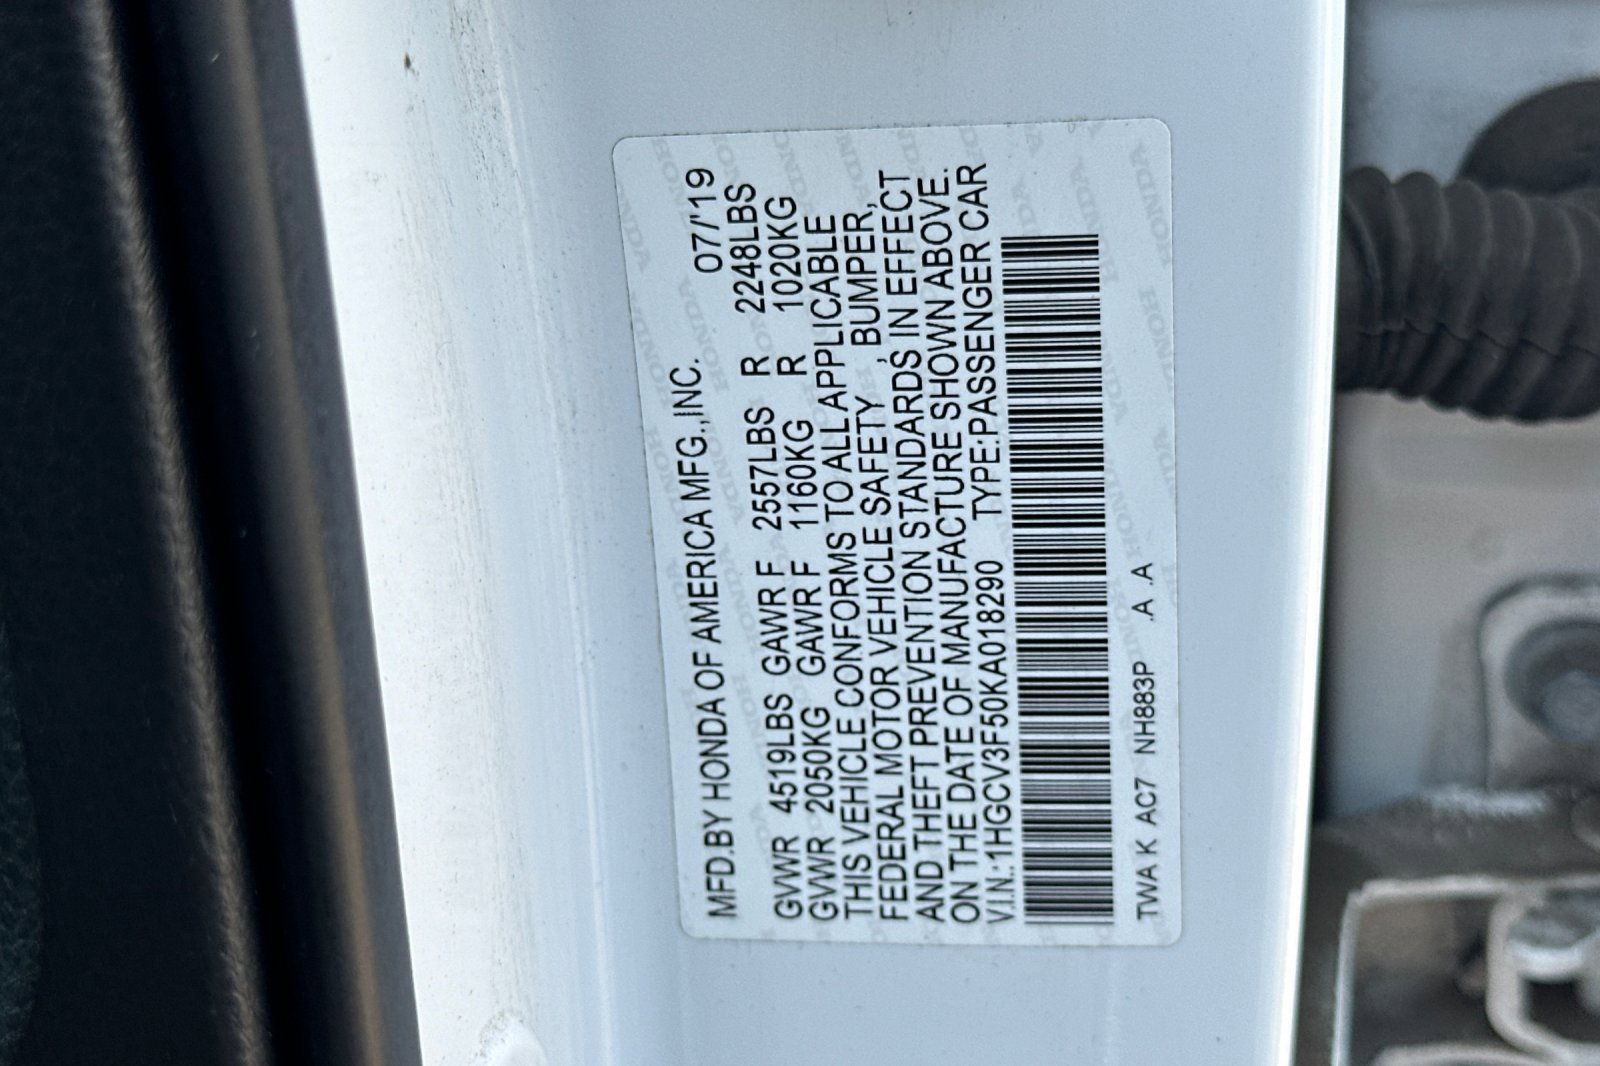 MFD.BY HONDA OF AMERICA MFG.,INC. 07/'19
GVWR 4519LBS GAWR F 2557LBS R 2248LBS
GVWR 2050KG GAWR F 1160KG R 1020KG
THIS VEHICLE CONFORMS TO ALL APPLICABLE
FEDERAL MOTOR VEHICLE SAFETY, BUMPER,
AND THEFT PREVENTION STANDARDS IN EFFECT
ON THE DATE OF MANUFACTURE SHOWN ABOVE.
V.I.N.:1HGCV3F50KA018290 TYPE:PASSENGER CAR
TWA K AC7 NH883P .A .A